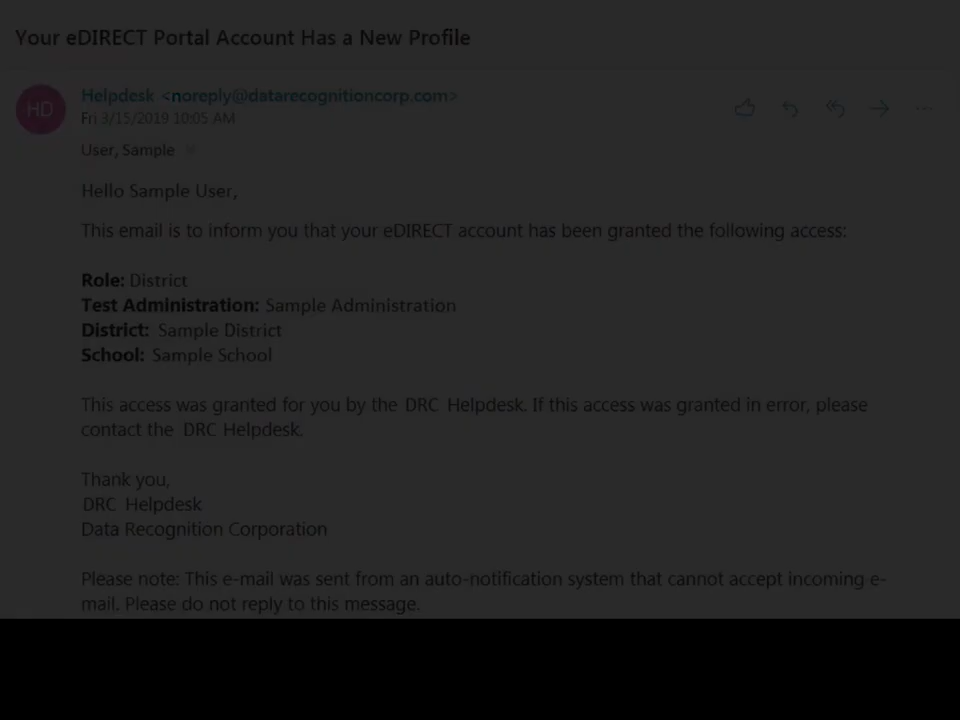 Your eDIRECT Portal Account Has a New Profile
HD
Helpdesk <noreply@datarecognitioncorp.com>
Fri 3/15/2019 10:05 AM
User, Sample
Hello Sample User,
This email is to inform you that your eDIRECT account has been granted the following access:
Role: District
Test Administration: Sample Administration
District: Sample District
School: Sample School
This access was granted for you by the DRC Helpdesk. If this access was granted in error, please
contact the DRC Helpdesk.
Thank you,
DRC Helpdesk
Data Recognition Corporation
Please note: This e-mail was sent from an auto-notification system that cannot accept incoming e-
mail. Please do not reply to this message.